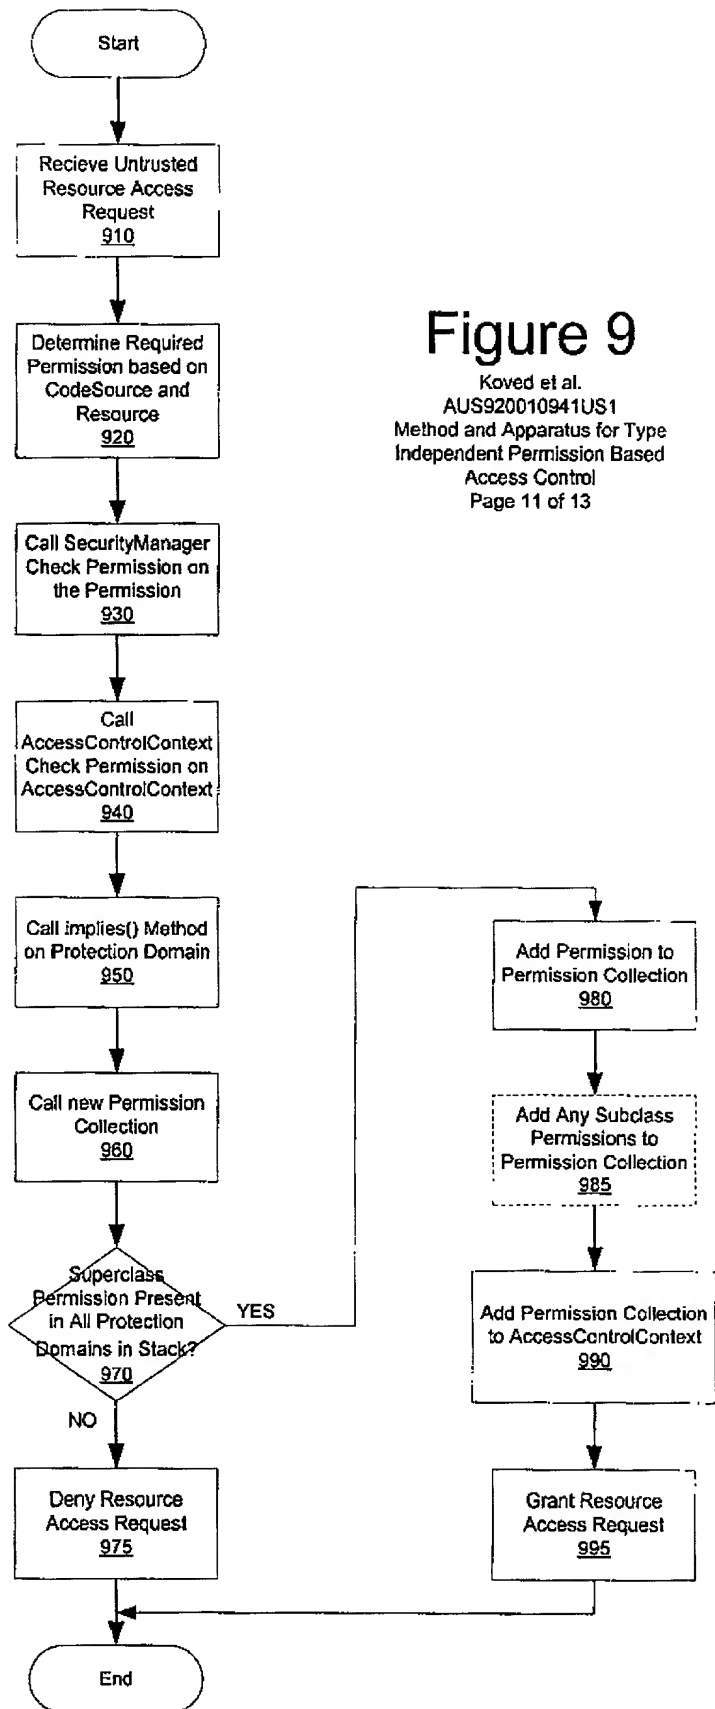 Start
Recieve Untrusted
Resource Access
Request
910
Determine Required
Permission based on
CodeSource and
Resource
920
Call SecurityManager
Check Permission on
the Permission
930
Call
AccessControlContext
Check Permission on
AccessControlContext
940
Call implies() Method
on Protection Domain
950
Call new Permission
Collection
960
Superclass
Permission Present
in All Protection
Domains in Stack?
970
YES
NO
Deny Resource
Access Request
975
End
Figure 9
Koved et al.
AUS920010941US1
Method and Apparatus for Type
Independent Permission Based
Access Control
Page 11 of 13
Add Permission to
Permission Collection
980
Add Any Subclass
Permissions to
Permission Collection
985
Add Permission Collection
to AccessControlContext
990
Grant Resource
Access Request
995